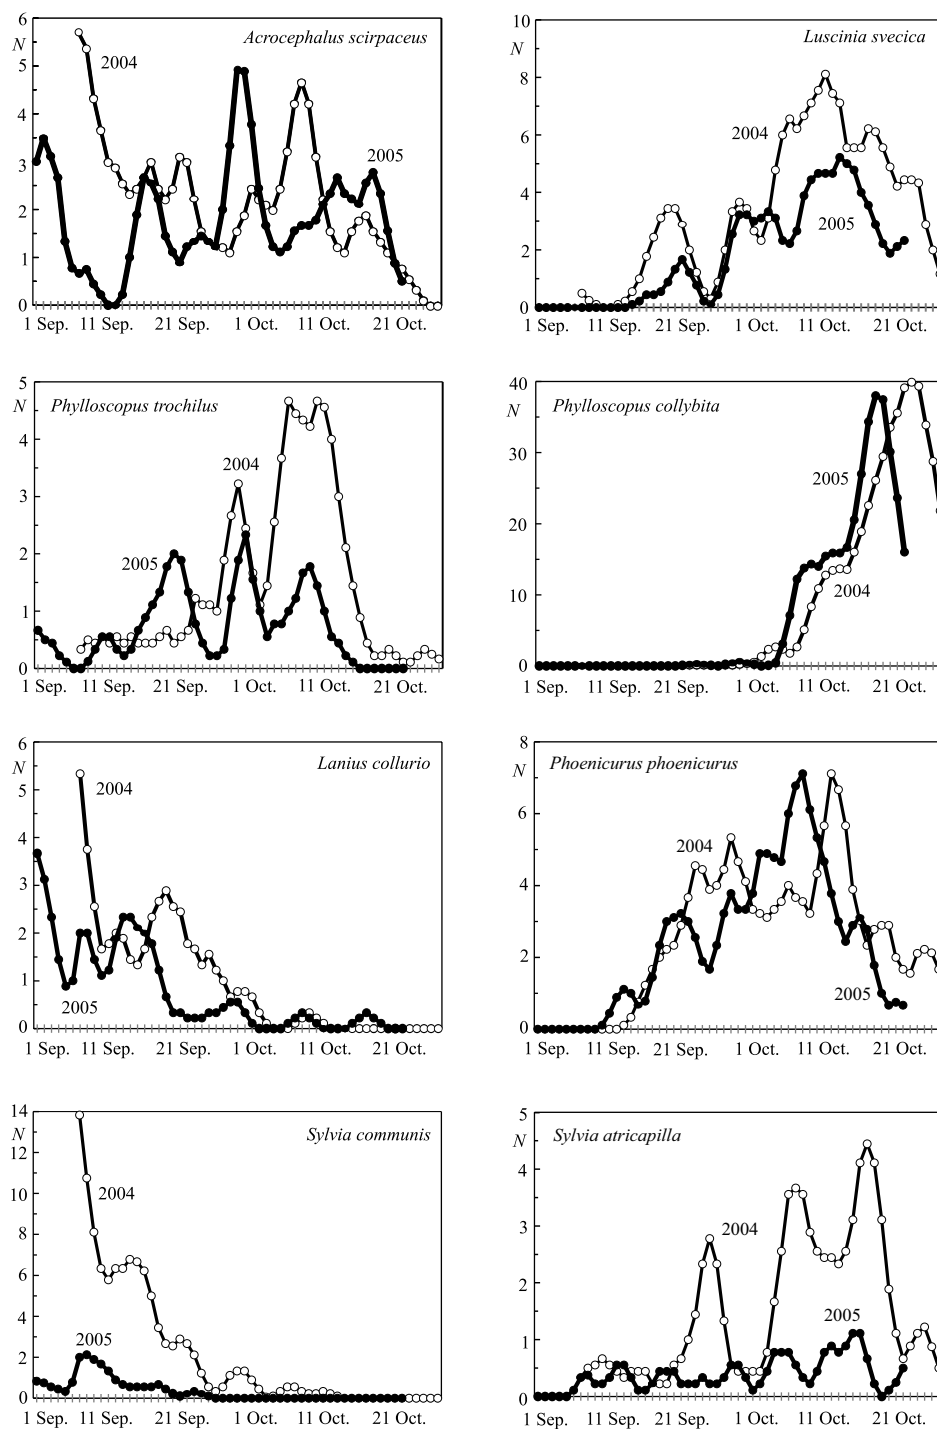 6
N
Acrocephalus scirpaceus
2004
5
4
3
2005
2
1
0
1 Sep. 11 Sep. 21 Sep. 1 Oct. 11 Oct. 21 Oct.
10
N
Luscinia svecica
8
2004
6
4
2005
2
0
1 Sep. 11 Sep. 21 Sep. 1 Oct. 11 Oct. 21 Oct.
5
N
Phylloscopus trochilus
4
2004
3
2
2005
1
0
1 Sep. 11 Sep. 21 Sep. 1 Oct. 11 Oct. 21 Oct.
40
N
Phylloscopus collybita
30
2005
20
2004
10
0
1 Sep. 11 Sep. 21 Sep. 1 Oct. 11 Oct. 21 Oct.
6
N
Lanius collurio
5
2004
4
3
2
1
2005
0
1 Sep. 11 Sep. 21 Sep. 1 Oct. 11 Oct. 21 Oct.
8
N
Phoenicurus phoenicurus
6
2004
4
2
2005
0
1 Sep. 11 Sep. 21 Sep. 1 Oct. 11 Oct. 21 Oct.
14
N
Sylvia communis
12
2004
10
8
6
4
2005
2
0
1 Sep. 11 Sep. 21 Sep. 1 Oct. 11 Oct. 21 Oct.
5
N
Sylvia atricapilla
4
3
2004
2
2005
1
0
1 Sep. 11 Sep. 21 Sep. 1 Oct. 11 Oct. 21 Oct.